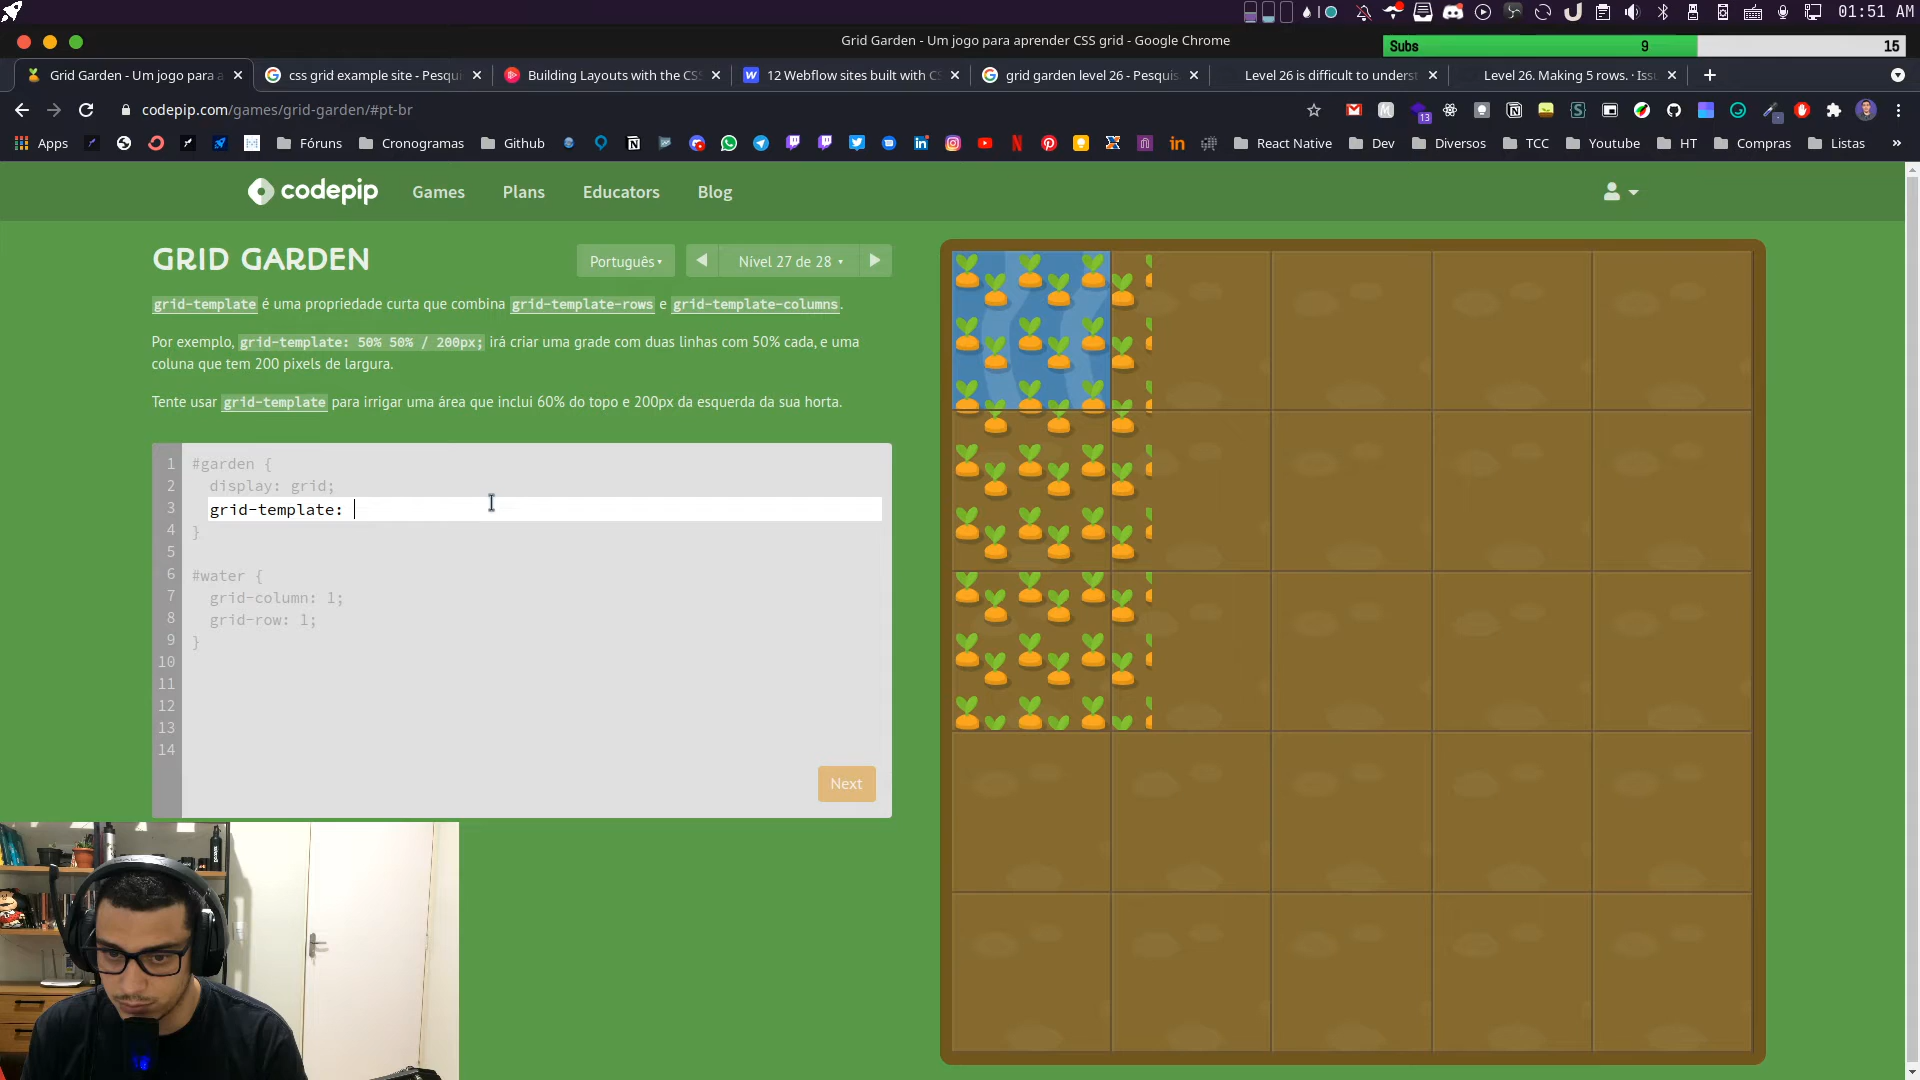 01:51 AM
Grid Garden - Um jogo para aprender CSS grid - Google Chrome
Subs 9 15
Grid Garden - Um jogo para a
css grid example site - Pesqu
Building Layouts with the CSS
12 Webflow sites built with CS
grid garden level 26 - Pesquis
Level 26 is difficult to underst
Level 26. Making 5 rows. · Iss
codepip.com/games/grid-garden/#pt-br
13
Apps
Fóruns
Cronogramas
Github
React Native
Dev
Diversos
TCC
Youtube
HT
Compras
Listas
codepip
Games
Plans
Educators
Blog
GRID GARDEN
Português
Nível 27 de 28
grid-template é uma propriedade curta que combina grid-template-rows e grid-template-columns.
Por exemplo, grid-template: 50% 50% / 200px; irá criar uma grade com duas linhas com 50% cada, e uma
coluna que tem 200 pixels de largura.
Tente usar grid-template para irrigar uma área que inclui 60% do topo e 200px da esquerda da sua horta.
1 #garden {
2 display: grid;
3 grid-template:
4 }
5
6 #water {
7 grid-column: 1;
8 grid-row: 1;
9 }
10
11
12
13
14
Next